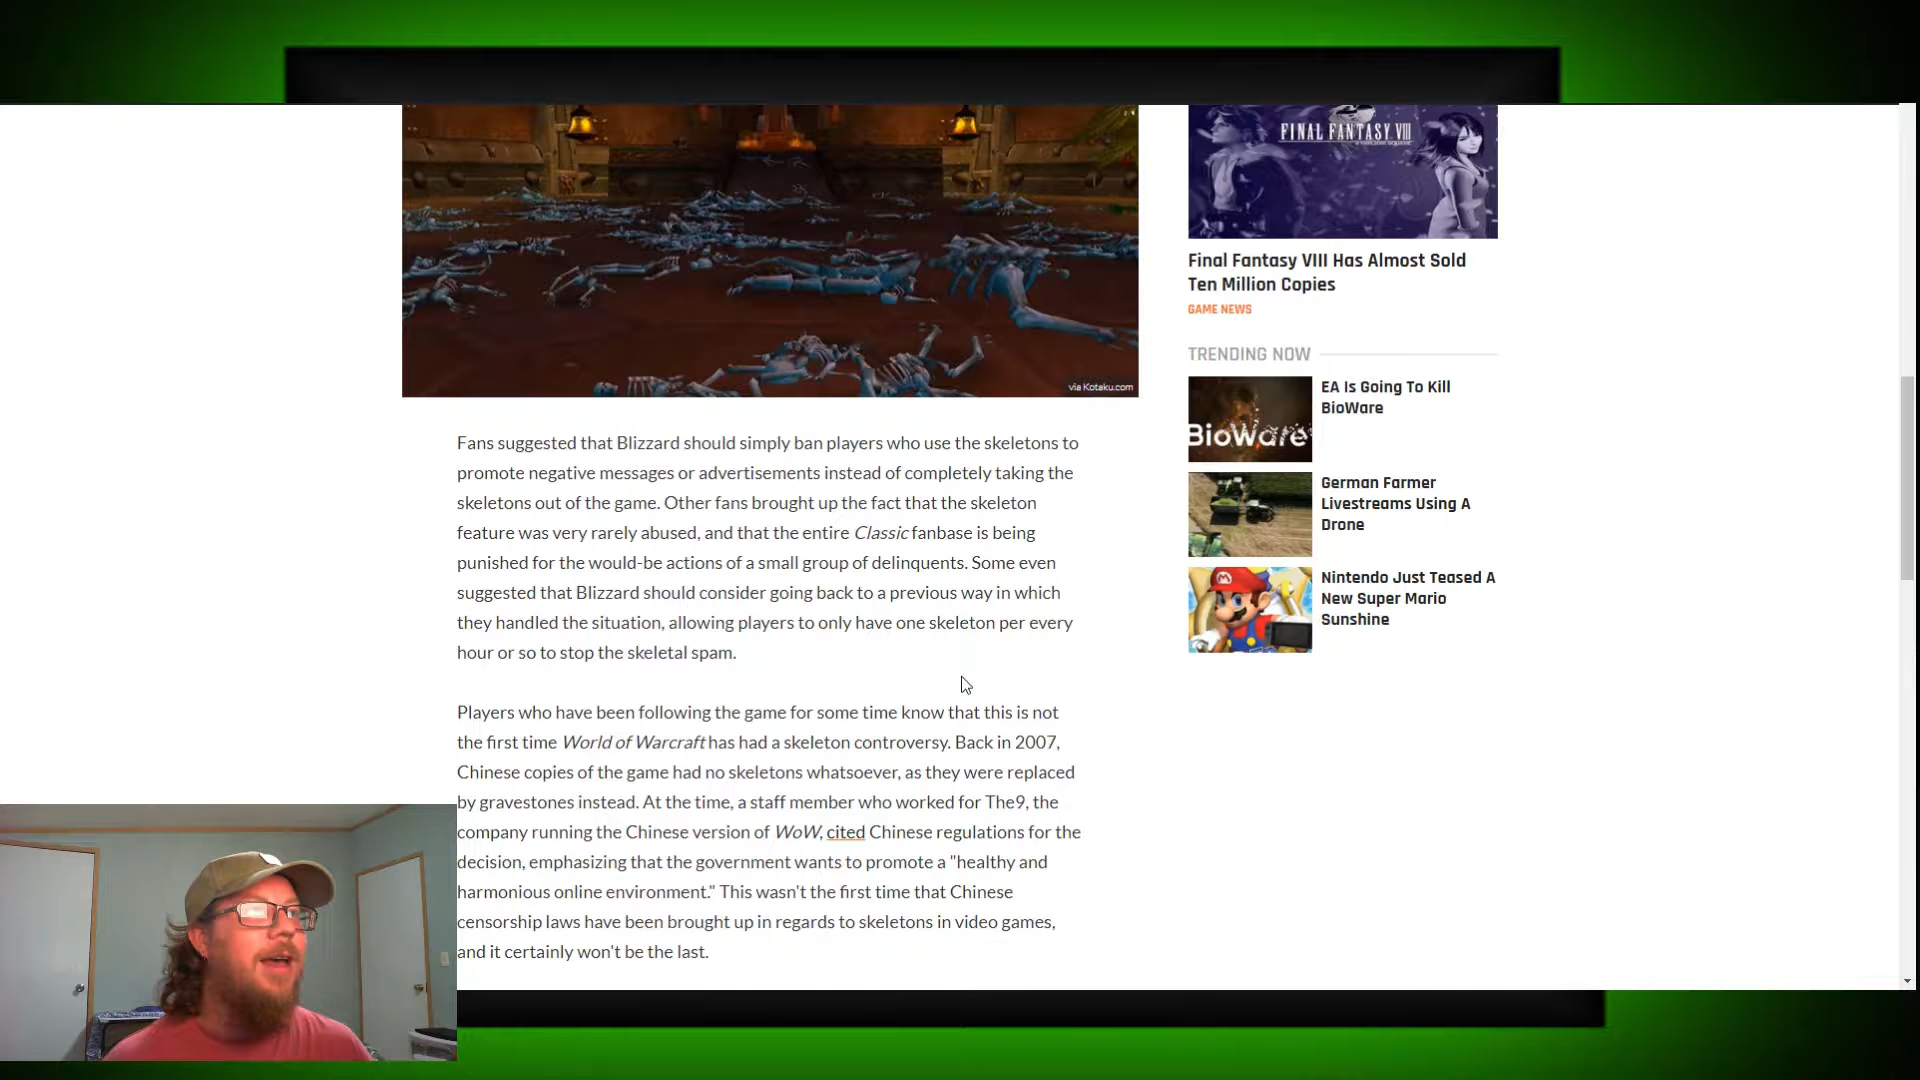 via Kotaku.com
Fans suggested that Blizzard should simply ban players who use the skeletons to
promote negative messages or advertisements instead of completely taking the
skeletons out of the game. Other fans brought up the fact that the skeleton
feature was very rarely abused, and that the entire Classic fanbase is being
punished for the would-be actions of a small group of delinquents. Some even
suggested that Blizzard should consider going back to a previous way in which
they handled the situation, allowing players to only have one skeleton per every
hour or so to stop the skeletal spam.
Players who have been following the game for some time know that this is not
the first time World of Warcraft has had a skeleton controversy. Back in 2007,
Chinese copies of the game had no skeletons whatsoever, as they were replaced
by gravestones instead. At the time, a staff member who worked for The9, the
company running the Chinese version of WoW, cited Chinese regulations for the
decision, emphasizing that the government wants to promote a "healthy and
harmonious online environment." This wasn't the first time that Chinese
censorship laws have been brought up in regards to skeletons in video games,
and it certainly won't be the last.
FINAL FANTASY VIII
Final Fantasy VIII Has Almost Sold
Ten Million Copies
GAME NEWS
TRENDING NOW
BioWare
EA Is Going To Kill
BioWare
German Farmer
Livestreams Using A
Drone
Nintendo Just Teased A
New Super Mario
Sunshine